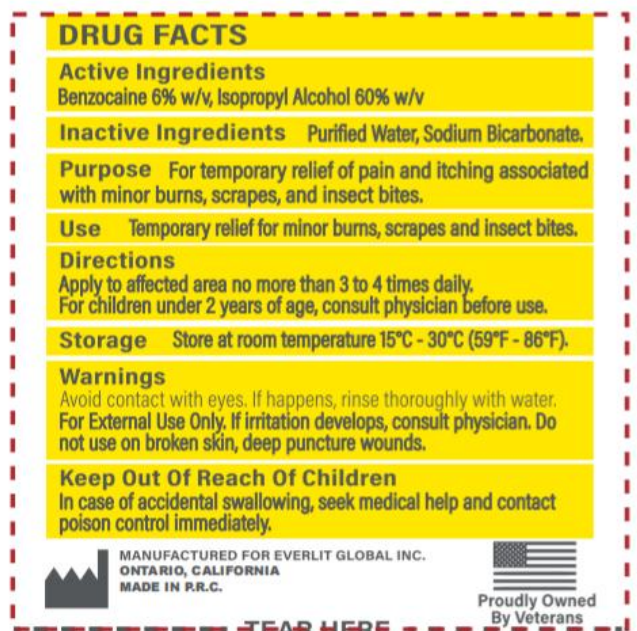 DRUG FACTS
Active Ingredients
Benzocaine 6% w/v, Isopropyl Alcohol 60% w/v
Inactive Ingredients Purified Water, Sodium Bicarbonate.
Purpose For temporary relief of pain and itching associated
with minor burns, scrapes, and insect bites.
Use Temporary relief for minor burns, scrapes and insect bites.
Directions
Apply to affected area no more than 3 to 4 times daily.
For children under 2 years of age, consult physician before use.
Storage Store at room temperature 15°C - 30°C (59°F - 86°F).
Warnings
Avoid contact with eyes. If happens, rinse thoroughly with water.
For External Use Only. If irritation develops, consult physician. Do
not use on broken skin, deep puncture wounds.
Keep Out Of Reach Of Children
In case of accidental swallowing, seek medical help and contact
poison control immediately.
MANUFACTURED FOR EVERLIT GLOBAL INC.
ONTARIO, CALIFORNIA
MADE IN P.R.C.
Proudly Owned
By Veterans
TEAR HERE